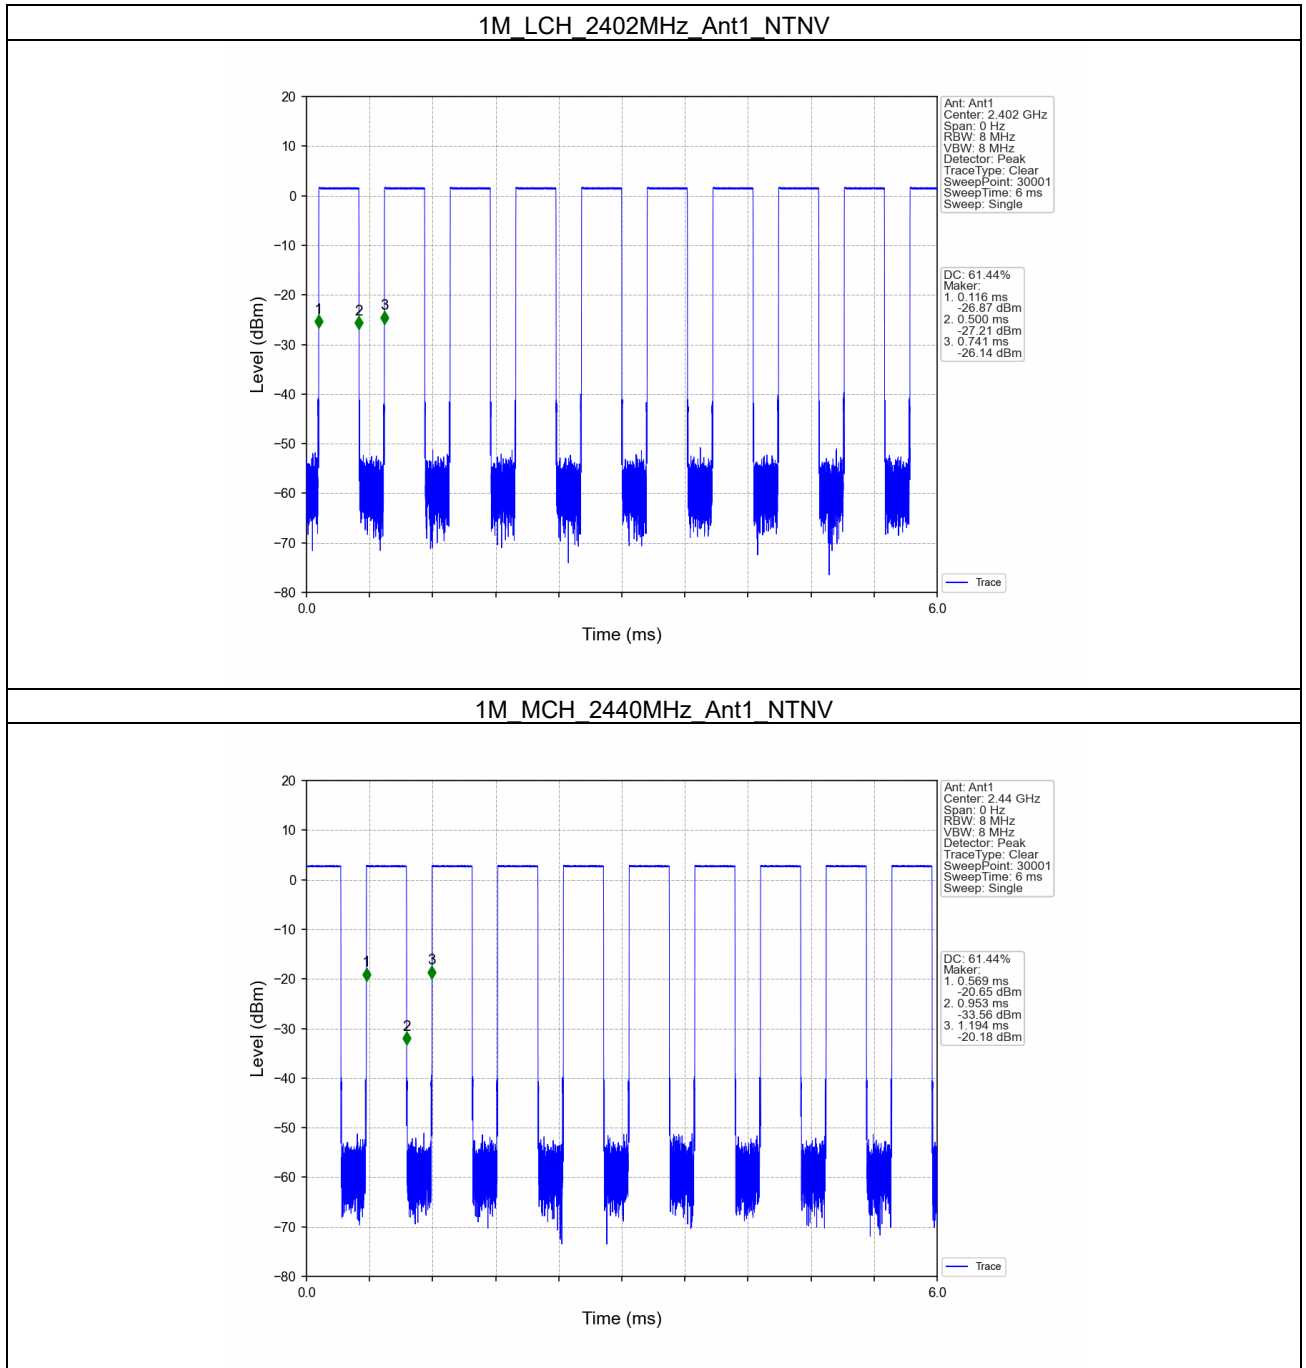 1M_LCH_2402MHz_Ant1_NTNV
20
10
0
−10
−20
−30
−40
−50
−60
−70
−80
Level (dBm)
1
2
3
0.0
6.0
Time (ms)
Ant: Ant1
Center: 2.402 GHz
Span: 0 Hz
RBW: 8 MHz
VBW: 8 MHz
Detector: Peak
TraceType: Clear
SweepPoint: 30001
SweepTime: 6 ms
Sweep: Single
DC: 61.44%
Maker:
1. 0.116 ms
-26.87 dBm
2. 0.500 ms
-27.21 dBm
3. 0.741 ms
-26.14 dBm
Trace
1M_MCH_2440MHz_Ant1_NTNV
20
10
0
−10
−20
−30
−40
−50
−60
−70
−80
Level (dBm)
1
2
3
0.0
6.0
Time (ms)
Ant: Ant1
Center: 2.44 GHz
Span: 0 Hz
RBW: 8 MHz
VBW: 8 MHz
Detector: Peak
TraceType: Clear
SweepPoint: 30001
SweepTime: 6 ms
Sweep: Single
DC: 61.44%
Maker:
1. 0.569 ms
-20.65 dBm
2. 0.953 ms
-33.56 dBm
3. 1.194 ms
-20.18 dBm
Trace